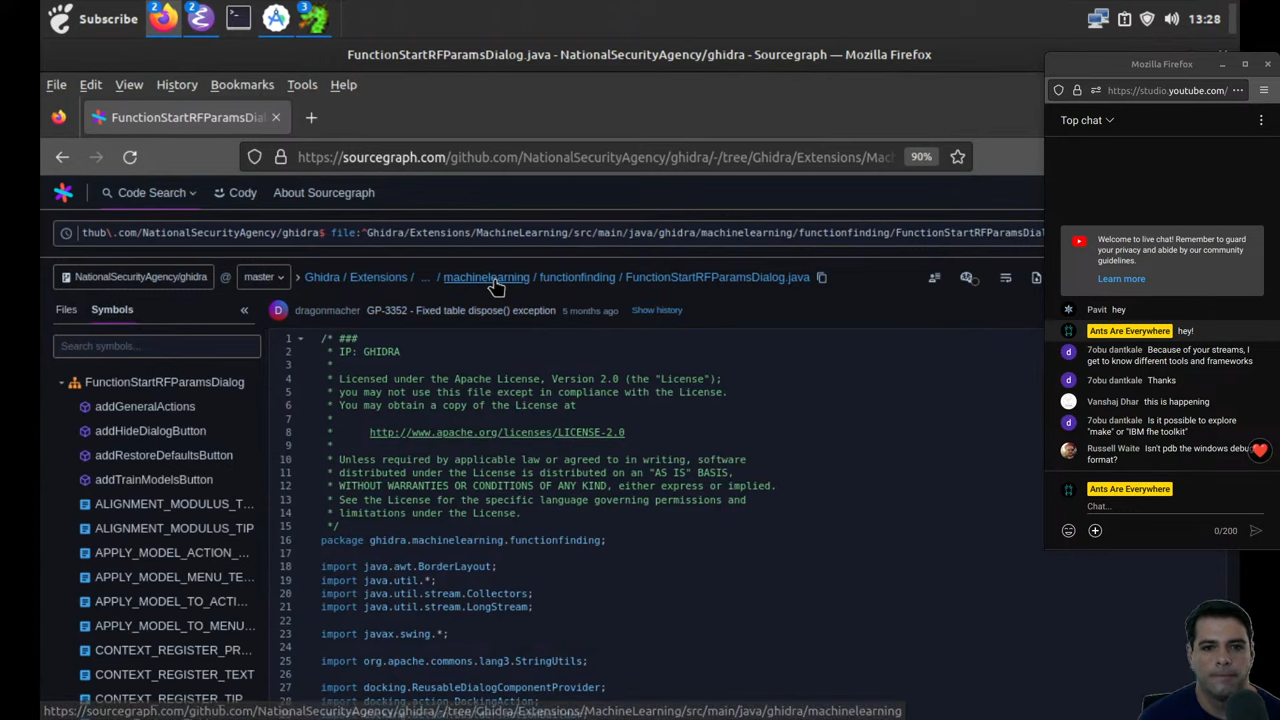 Subscribe
2
2
3
13:28
FunctionStartRFParamsDialog.java - NationalSecurityAgency/ghidra - Sourcegraph — Mozilla Firefox
File Edit View History Bookmarks Tools Help
FunctionStartRFParamsDial
https://sourcegraph.com/github.com/NationalSecurityAgency/ghidra/-/tree/Ghidra/Extensions/Mac
90%
Code Search
Cody
About Sourcegraph
thub\.com/NationalSecurityAgency/ghidra$ file:^Ghidra/Extensions/MachineLearning/src/main/java/ghidra/machinelearning/functionfinding/FunctionStartRFParamsDialo
NationalSecurityAgency/ghidra @ master > Ghidra / Extensions / ... / machinelearning / functionfinding / FunctionStartRFParamsDialog.java
Files Symbols «
D dragonmacher GP-3352 - Fixed table dispose() exception 5 months ago Show history
Search symbols...
FunctionStartRFParamsDialog
addGeneralActions
addHideDialogButton
addRestoreDefaultsButton
addTrainModelsButton
ALIGNMENT_MODULUS_T...
ALIGNMENT_MODULUS_TIP
APPLY_MODEL_ACTION_...
APPLY_MODEL_MENU_TE...
APPLY_MODEL_TO_ACTI...
APPLY_MODEL_TO_MENU...
CONTEXT_REGISTER_PR...
CONTEXT_REGISTER_TEXT
CONTEXT_REGISTER_TIP
1 /* ###
2 * IP: GHIDRA
3 *
4 * Licensed under the Apache License, Version 2.0 (the "License");
5 * you may not use this file except in compliance with the License.
6 * You may obtain a copy of the License at
7 *
8 * http://www.apache.org/licenses/LICENSE-2.0
9 *
10 * Unless required by applicable law or agreed to in writing, software
11 * distributed under the License is distributed on an "AS IS" BASIS,
12 * WITHOUT WARRANTIES OR CONDITIONS OF ANY KIND, either express or implied.
13 * See the License for the specific language governing permissions and
14 * limitations under the License.
15 */
16 package ghidra.machinelearning.functionfinding;
17
18 import java.awt.BorderLayout;
19 import java.util.*;
20 import java.util.stream.Collectors;
21 import java.util.stream.LongStream;
22
23 import javax.swing.*;
24
25 import org.apache.commons.lang3.StringUtils;
26
27 import docking.ReusableDialogComponentProvider;
28 import docking.action.DockingAction;
https://sourcegraph.com/github.com/NationalSecurityAgency/ghidra/-/tree/Ghidra/Extensions/MachineLearning/src/main/java/ghidra/machinelearning
Mozilla Firefox
https://studio.youtube.com/
Top chat
Welcome to live chat! Remember to guard
your privacy and abide by our community
guidelines.
Learn more
Pavit hey
Ants Are Everywhere hey!
7obu dantkale Because of your streams, I
get to know different tools and frameworks
7obu dantkale Thanks
Vanshaj Dhar this is happening
7obu dantkale Is it possible to explore
"make" or "IBM fhe toolkit"
Russell Waite Isn't pdb the windows debu
format?
Ants Are Everywhere
Chat...
0/200